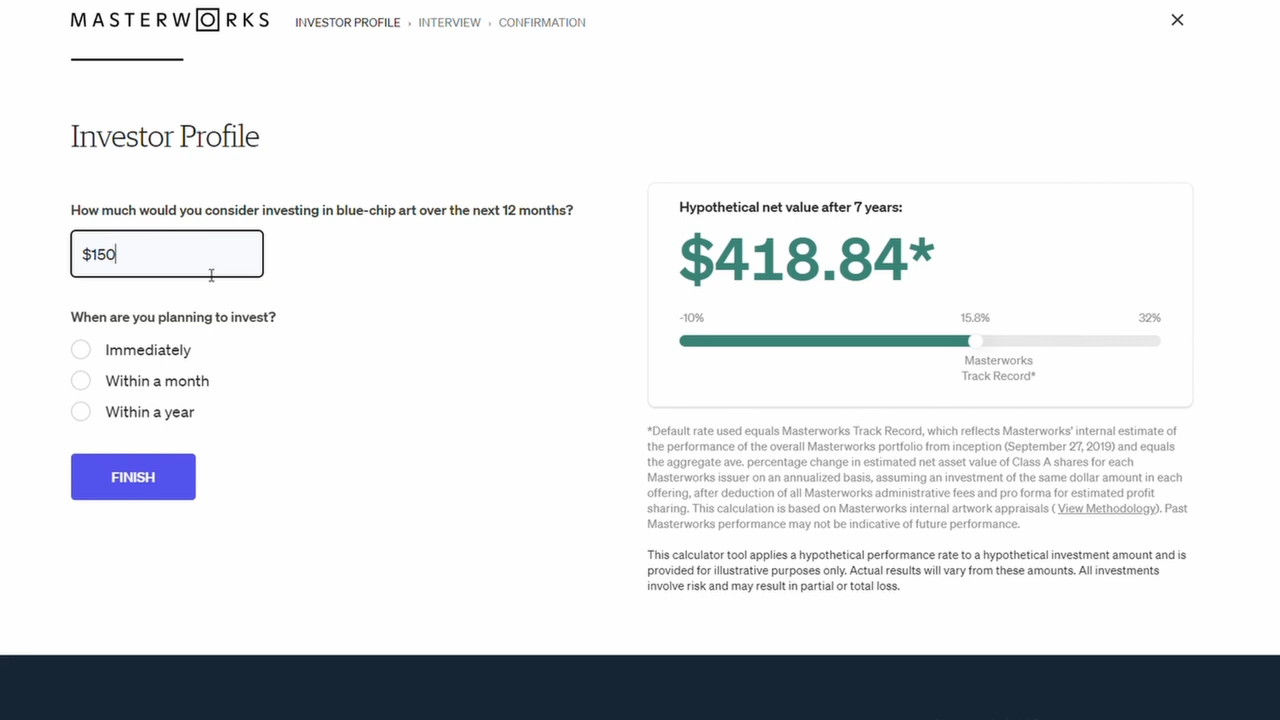 MASTERWORKS
INVESTOR PROFILE › INTERVIEW › CONFIRMATION
Investor Profile
How much would you consider investing in blue-chip art over the next 12 months?
$150
When are you planning to invest?
Immediately
Within a month
Within a year
FINISH
Hypothetical net value after 7 years:
$418.84*
-10% 15.8% 32%
Masterworks
Track Record*
*Default rate used equals Masterworks Track Record, which reflects Masterworks' internal estimate of
the performance of the overall Masterworks portfolio from inception (September 27, 2019) and equals
the aggregate ave. percentage change in estimated net asset value of Class A shares for each
Masterworks issuer on an annualized basis, assuming an investment of the same dollar amount in each
offering, after deduction of all Masterworks administrative fees and pro forma for estimated profit
sharing. This calculation is based on Masterworks internal artwork appraisals ( View Methodology). Past
Masterworks performance may not be indicative of future performance.
This calculator tool applies a hypothetical performance rate to a hypothetical investment amount and is
provided for illustrative purposes only. Actual results will vary from these amounts. All investments
involve risk and may result in partial or total loss.